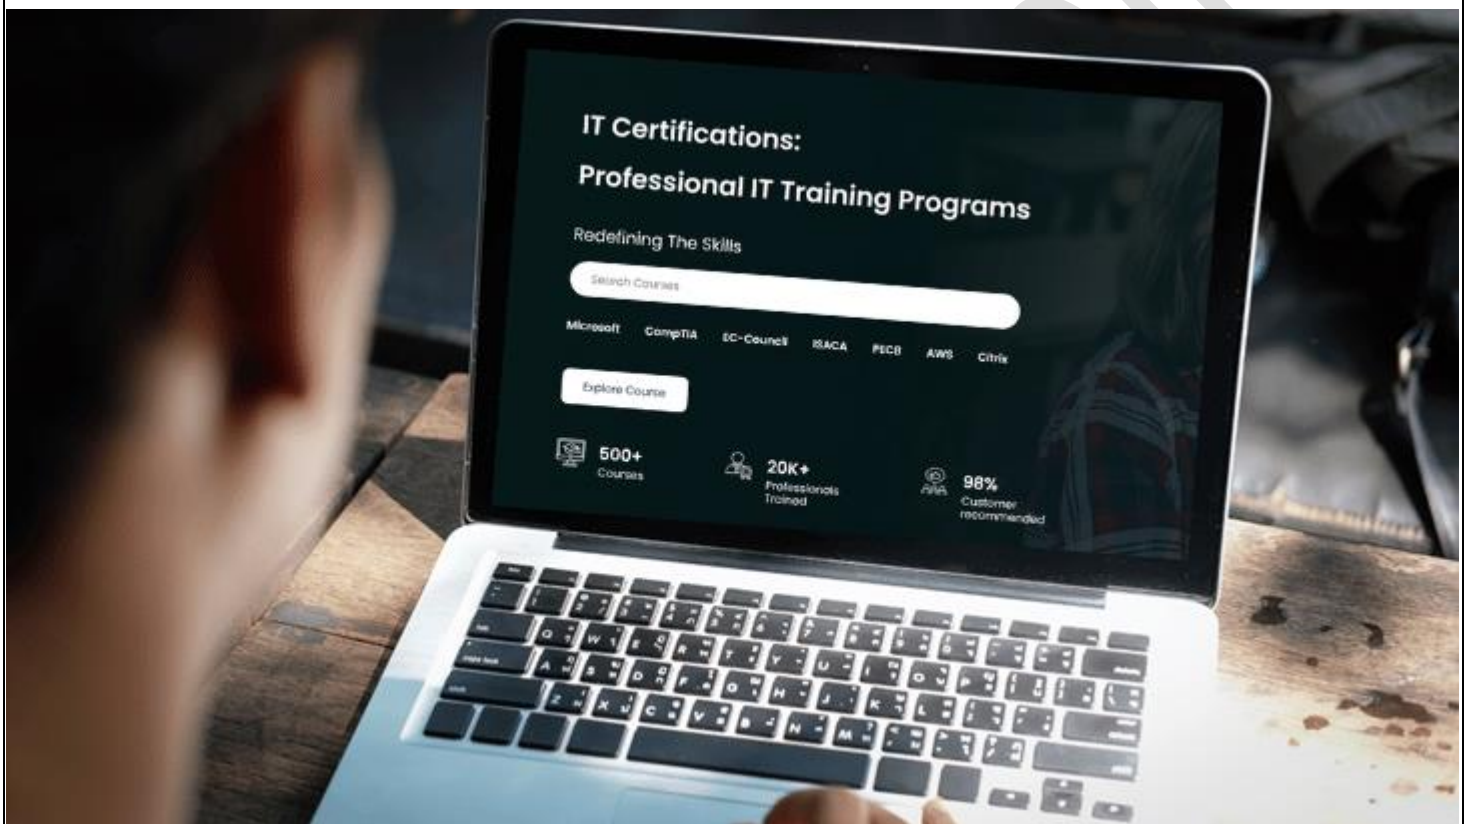 IT Certifications:
Professional IT Training Programs
Redefining The Skills
Search Courses
Microsoft CompTIA EC-Council ISACA PECB AWS Citrix
Explore Course
500+
Courses
20K+
Professionals
Trained
98%
Customer
recommended